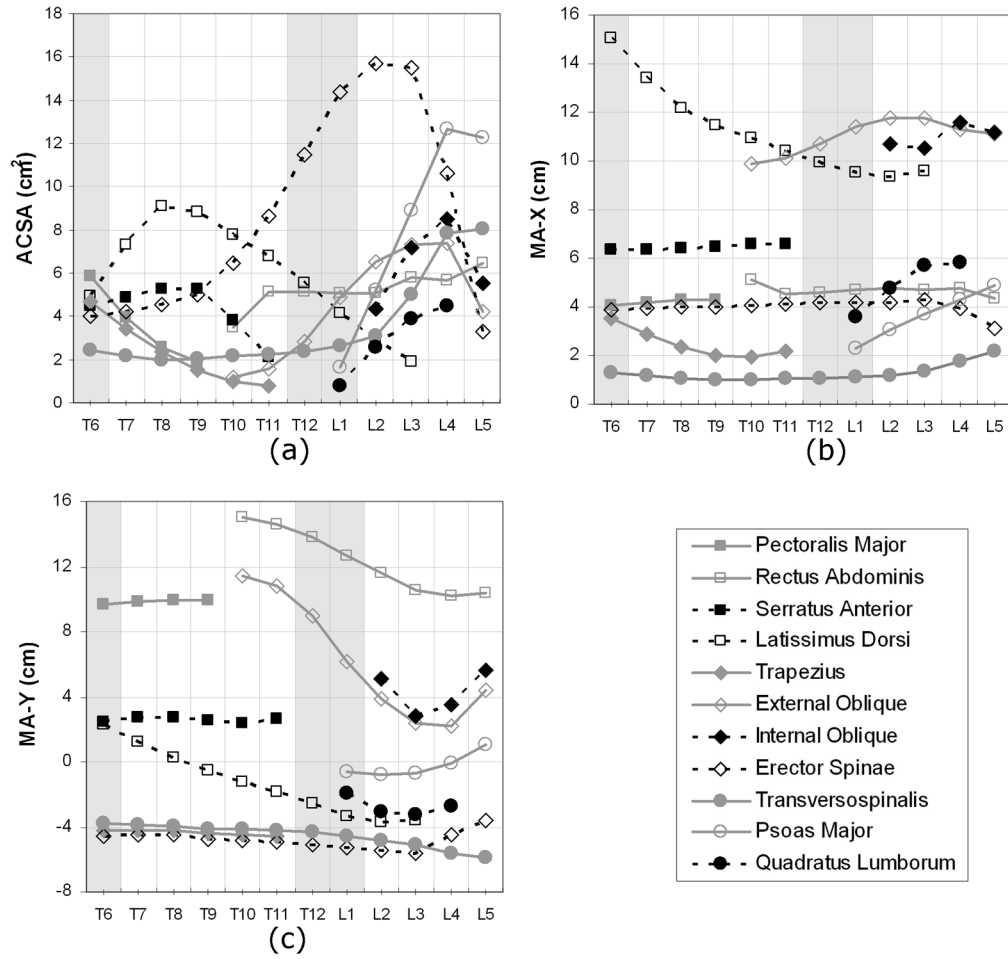 16
14
12
10
8
6
4
2
0
ACSA (cm²)
T6 T7 T8 T9 T10 T11 T12 L1 L2 L3 L4 L5
(a)
16
14
12
10
8
6
4
2
0
MA-X (cm)
T6 T7 T8 T9 T10 T11 T12 L1 L2 L3 L4 L5
(b)
16
12
8
4
0
-4
-8
MA-Y (cm)
T6 T7 T8 T9 T10 T11 T12 L1 L2 L3 L4 L5
(c)
Pectoralis Major
Rectus Abdominis
Serratus Anterior
Latissimus Dorsi
Trapezius
External Oblique
Internal Oblique
Erector Spinae
Transversospinalis
Psoas Major
Quadratus Lumborum